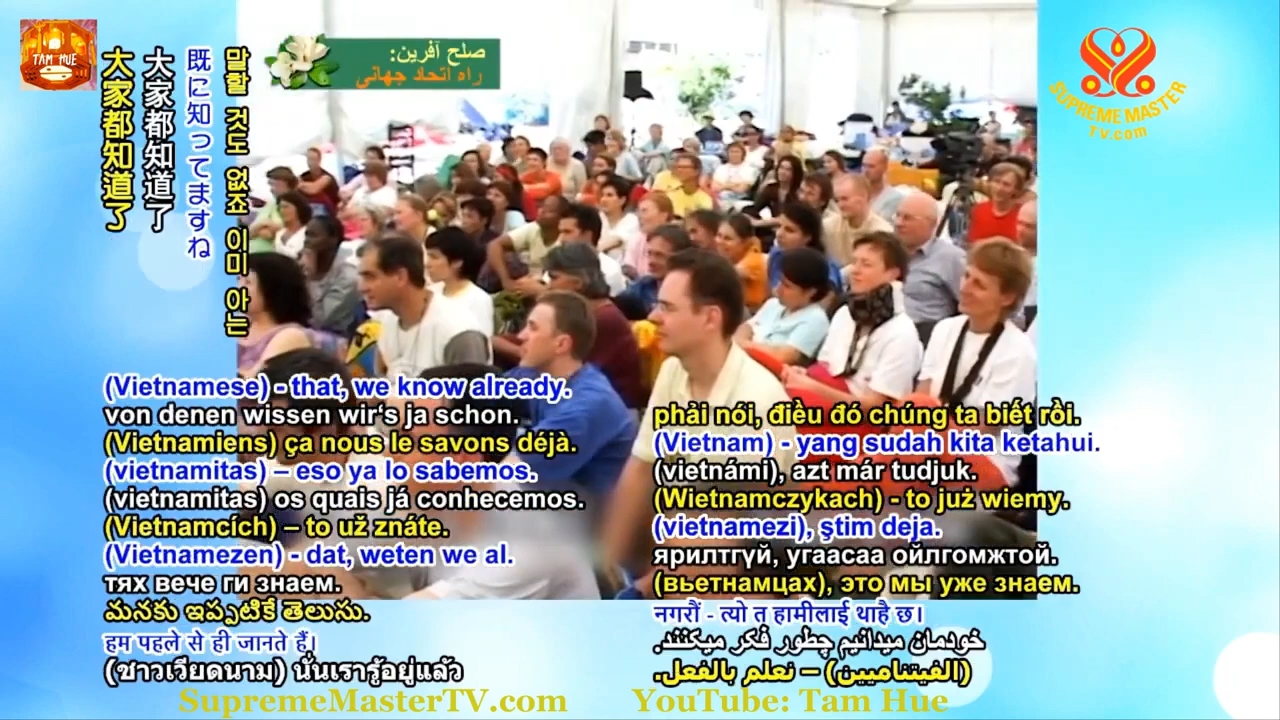 TAM HUE
大家都知道了
大家都知道了
既に知ってますね
말할 것도 없죠 이미 아는
صلح آفرین:
راه اتحاد جهانی
SUPREME MASTER
TV.com
(Vietnamese) - that, we know already.
von denen wissen wir‘s ja schon.
(Vietnamiens) ça nous le savons déjà.
(vietnamitas) – eso ya lo sabemos.
(vietnamitas) os quais já conhecemos.
(Vietnamcích) – to už znáte.
(Vietnamezen) - dat, weten we al.
тях вече ги знаем.
మనకు ఇప్పటికే తెలుసు.
हम पहले से ही जानते हैं।
(ชาวเวียดนาม) นั่นเรารู้อยู่แล้ว
phải nói, điều đó chúng ta biết rồi.
(Vietnam) - yang sudah kita ketahui.
(vietnámi), azt már tudjuk.
(Wietnamczykach) - to już wiemy.
(vietnamezi), ştim deja.
ярилтгүй, угаасаа ойлгомжтой.
(вьетнамцах), это мы уже знаем.
नगरौं - त्यो त हामीलाई थाहै छ।
خودمان میدانیم چطور فکر میکنند.
(الفيتناميين) – نعلم بالفعل.
SupremeMasterTV.com
YouTube: Tam Hue